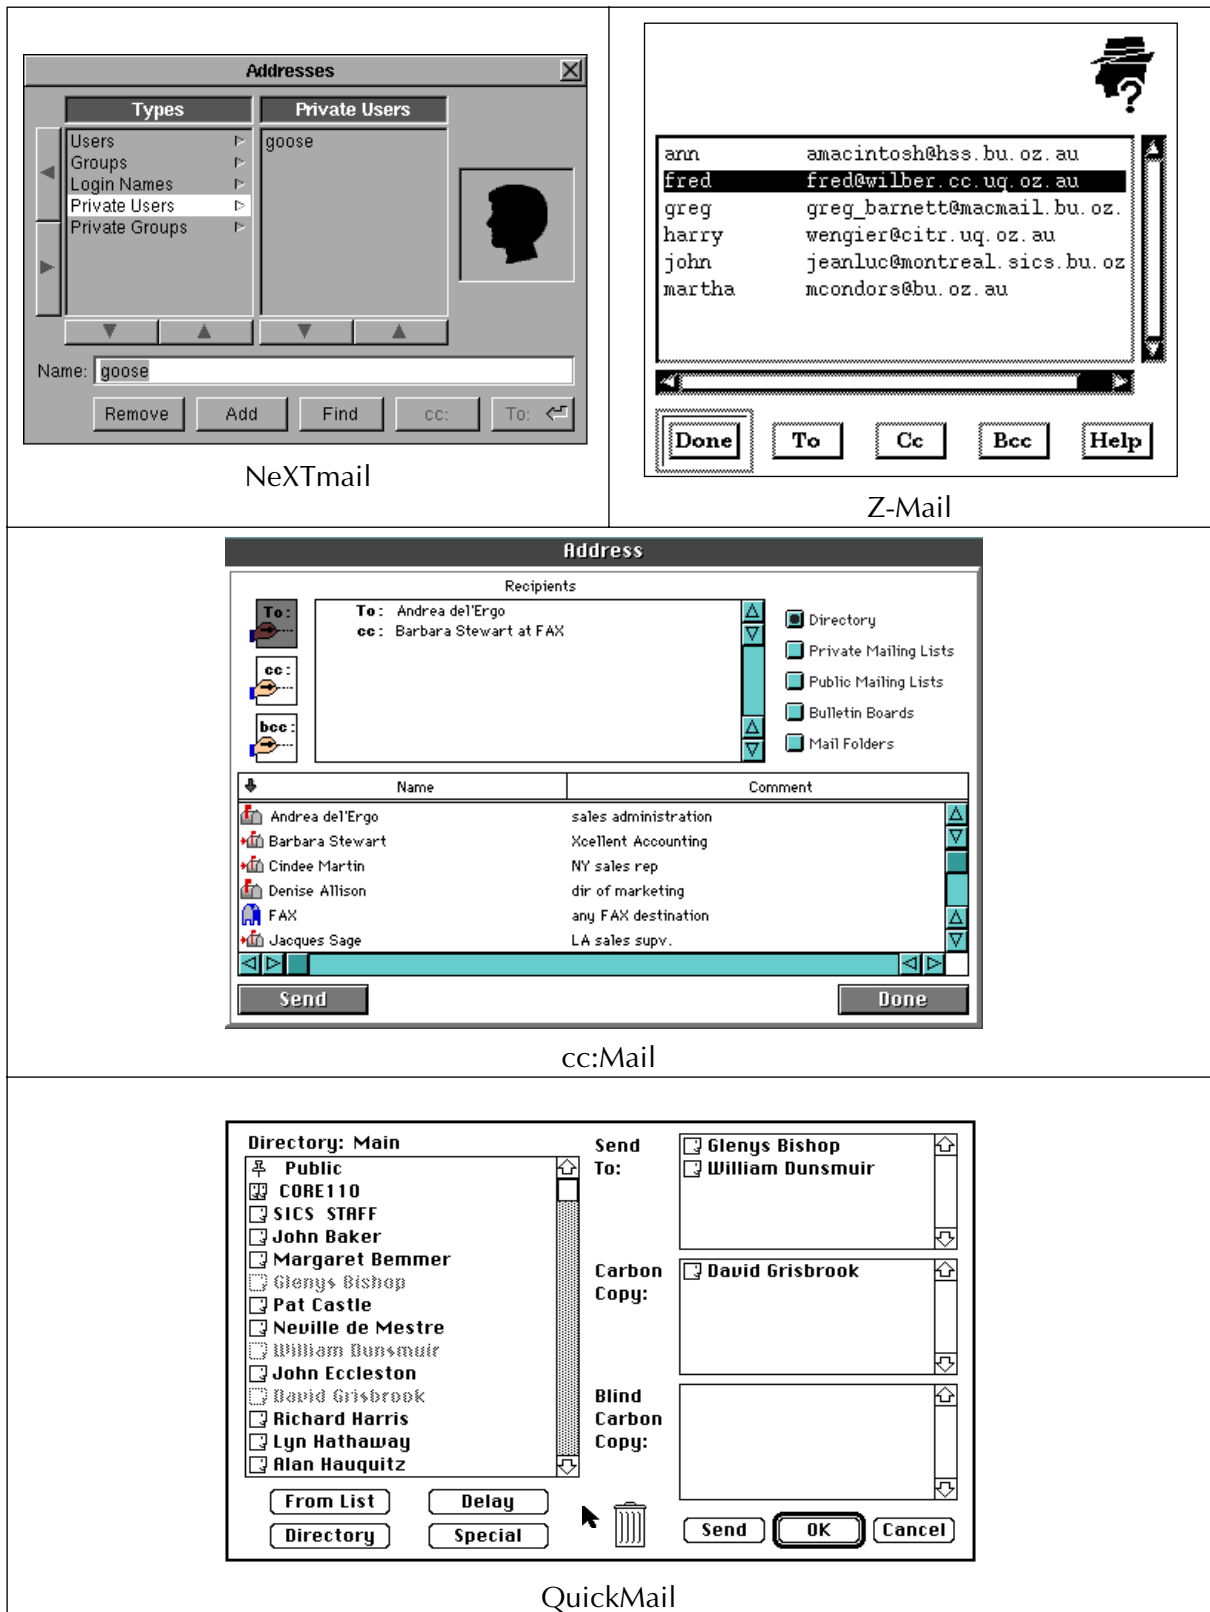 Addresses
Types
Private Users
Users
Groups
Login Names
Private Users
Private Groups
goose
Name: goose
Remove Add Find cc: To:
NeXTmail
?
ann amacintosh@hss.bu.oz.au
fred fred@wilber.cc.uq.oz.au
greg greg_barnett@macmail.bu.oz.
harry wengier@citr.uq.oz.au
john jeanluc@montreal.sics.bu.oz
martha mcondors@bu.oz.au
Done To Cc Bcc Help
Z-Mail
Address
Recipients
To:
cc:
bcc:
To: Andrea del'Ergo
cc: Barbara Stewart at FAX
Directory
Private Mailing Lists
Public Mailing Lists
Bulletin Boards
Mail Folders
Name Comment
Andrea del'Ergo sales administration
Barbara Stewart Xcellent Accounting
Cindee Martin NY sales rep
Denise Allison dir of marketing
FAX any FAX destination
Jacques Sage LA sales supv.
Send Done
cc:Mail
Directory: Main
Public
CORE110
SICS STAFF
John Baker
Margaret Bemmer
Glenys Bishop
Pat Castle
Neville de Mestre
William Dunsmuir
John Eccleston
David Grisbrook
Richard Harris
Lyn Hathaway
Alan Hauquitz
From List Delay
Directory Special
Send
To:
Glenys Bishop
William Dunsmuir
Carbon
Copy:
David Grisbrook
Blind
Carbon
Copy:
Send OK Cancel
QuickMail